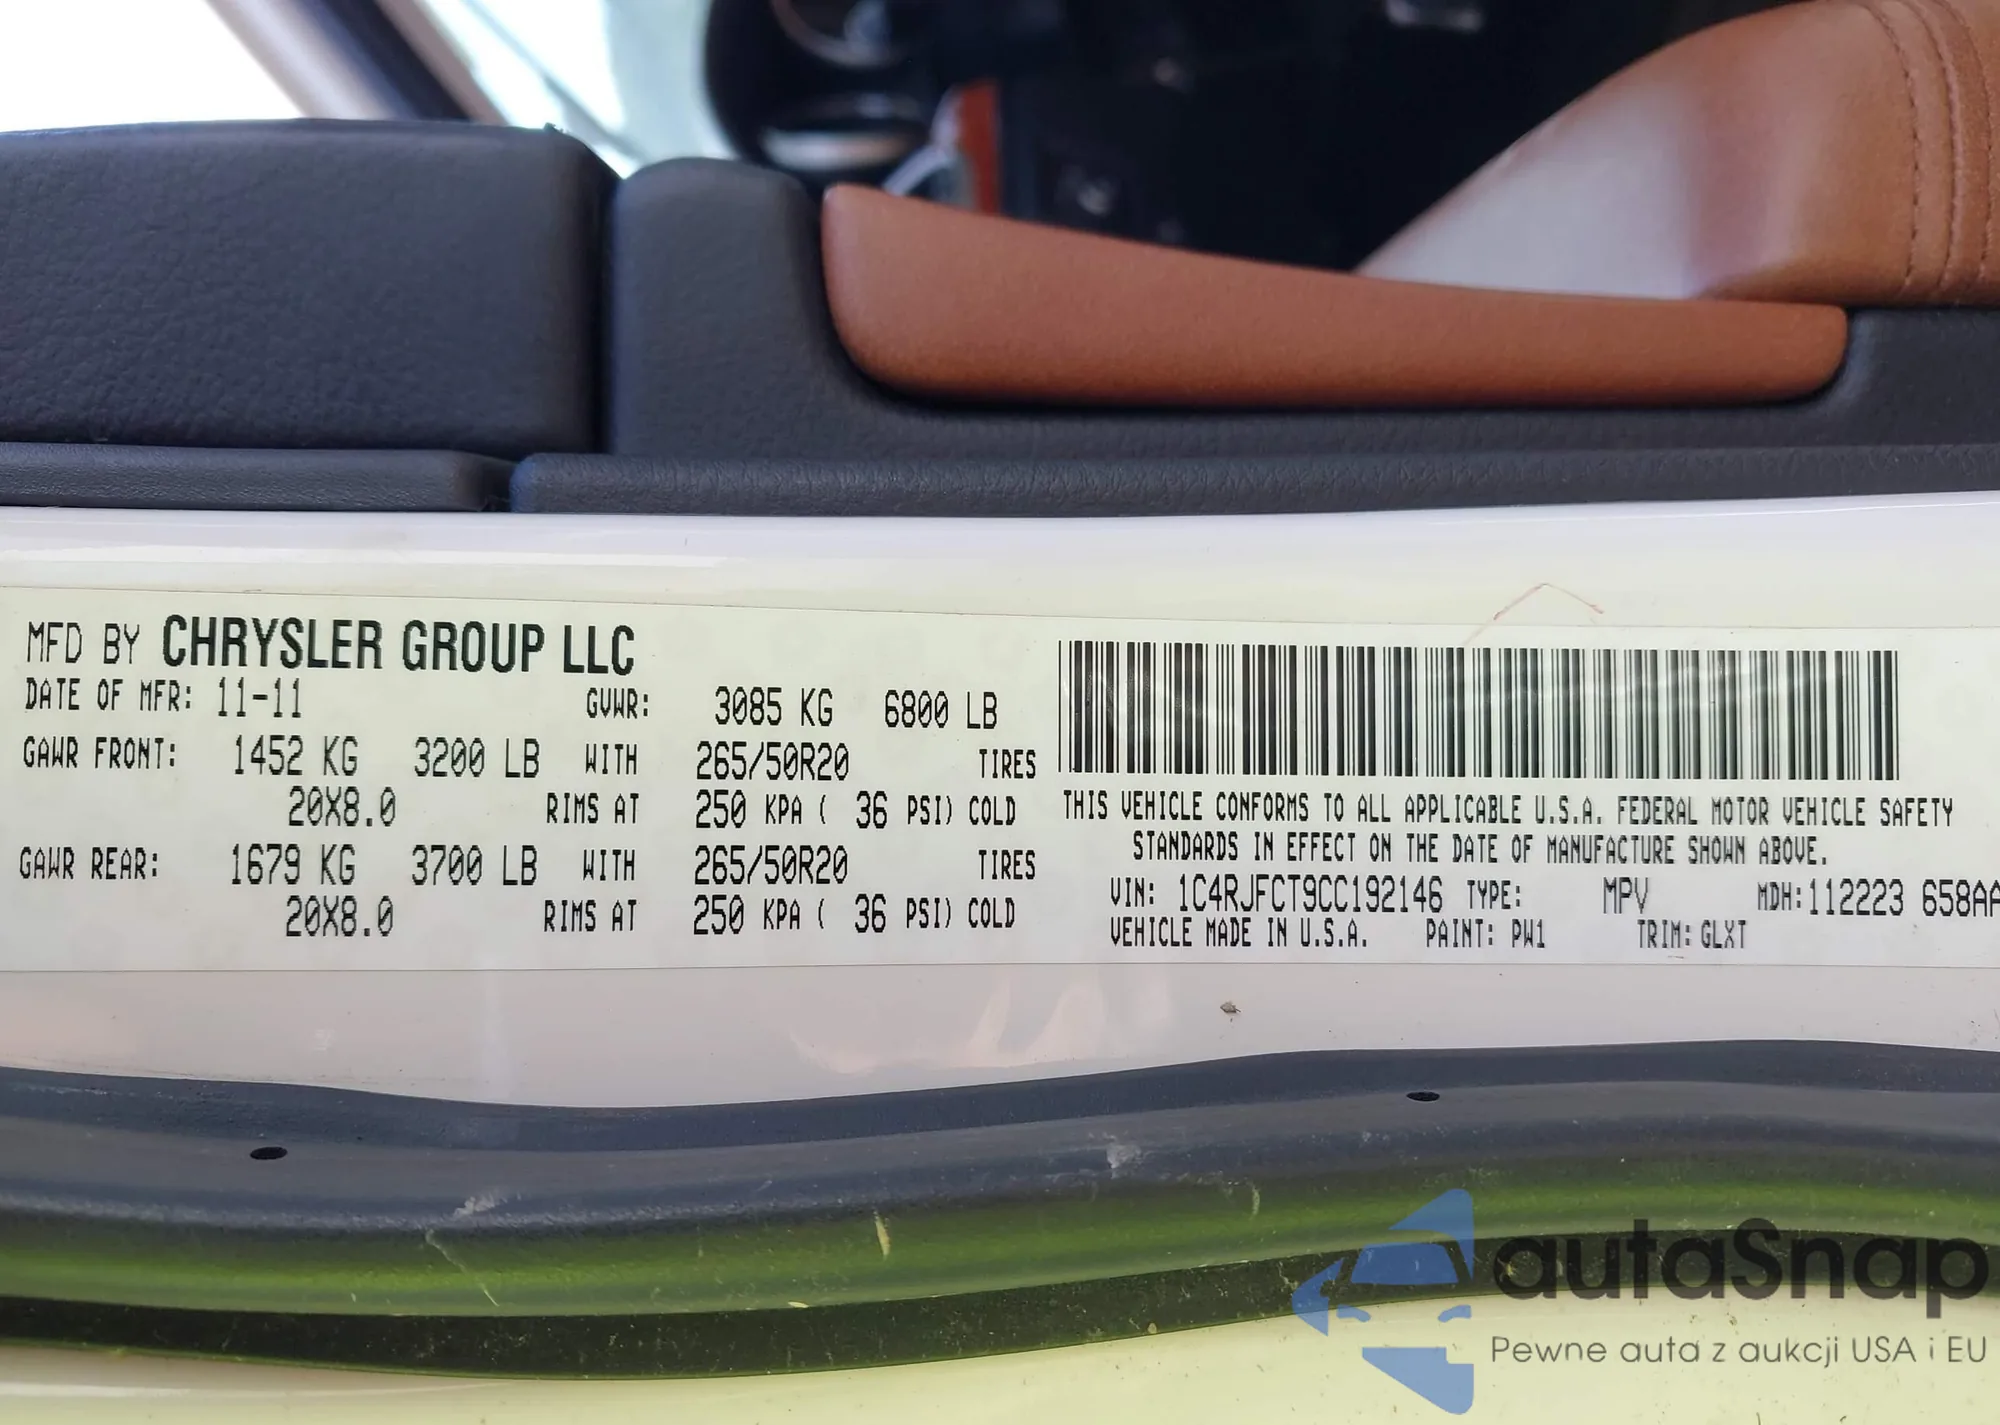 MFD BY CHRYSLER GROUP LLC
DATE OF MFR: 11-11 GVWR: 3085 KG 6800 LB
GAWR FRONT: 1452 KG 3200 LB WITH 265/50R20 TIRES
20X8.0 RIMS AT 250 KPA ( 36 PSI) COLD
GAWR REAR: 1679 KG 3700 LB WITH 265/50R20 TIRES
20X8.0 RIMS AT 250 KPA ( 36 PSI) COLD
THIS VEHICLE CONFORMS TO ALL APPLICABLE U.S.A. FEDERAL MOTOR VEHICLE SAFETY
STANDARDS IN EFFECT ON THE DATE OF MANUFACTURE SHOWN ABOVE.
VIN: 1C4RJFCT9CC192146 TYPE: MPV MDH:112223 658AA
VEHICLE MADE IN U.S.A. PAINT: PW1 TRIM: GLXT
autaSnap
Pewne auta z aukcji USA i EU